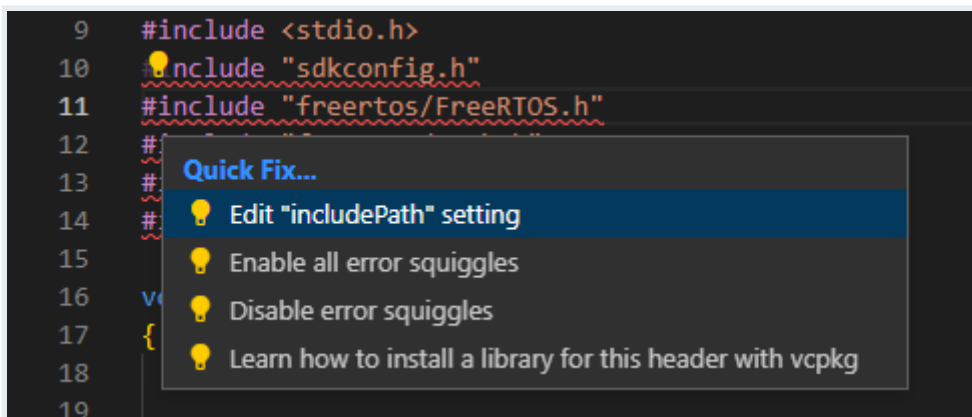 9 #include <stdio.h>
10 #include "sdkconfig.h"
11 #include "freertos/FreeRTOS.h"
12 #
13 #
14 #
15
16 v
17 {
18
19
Quick Fix...
Edit "includePath" setting
Enable all error squiggles
Disable error squiggles
Learn how to install a library for this header with vcpkg